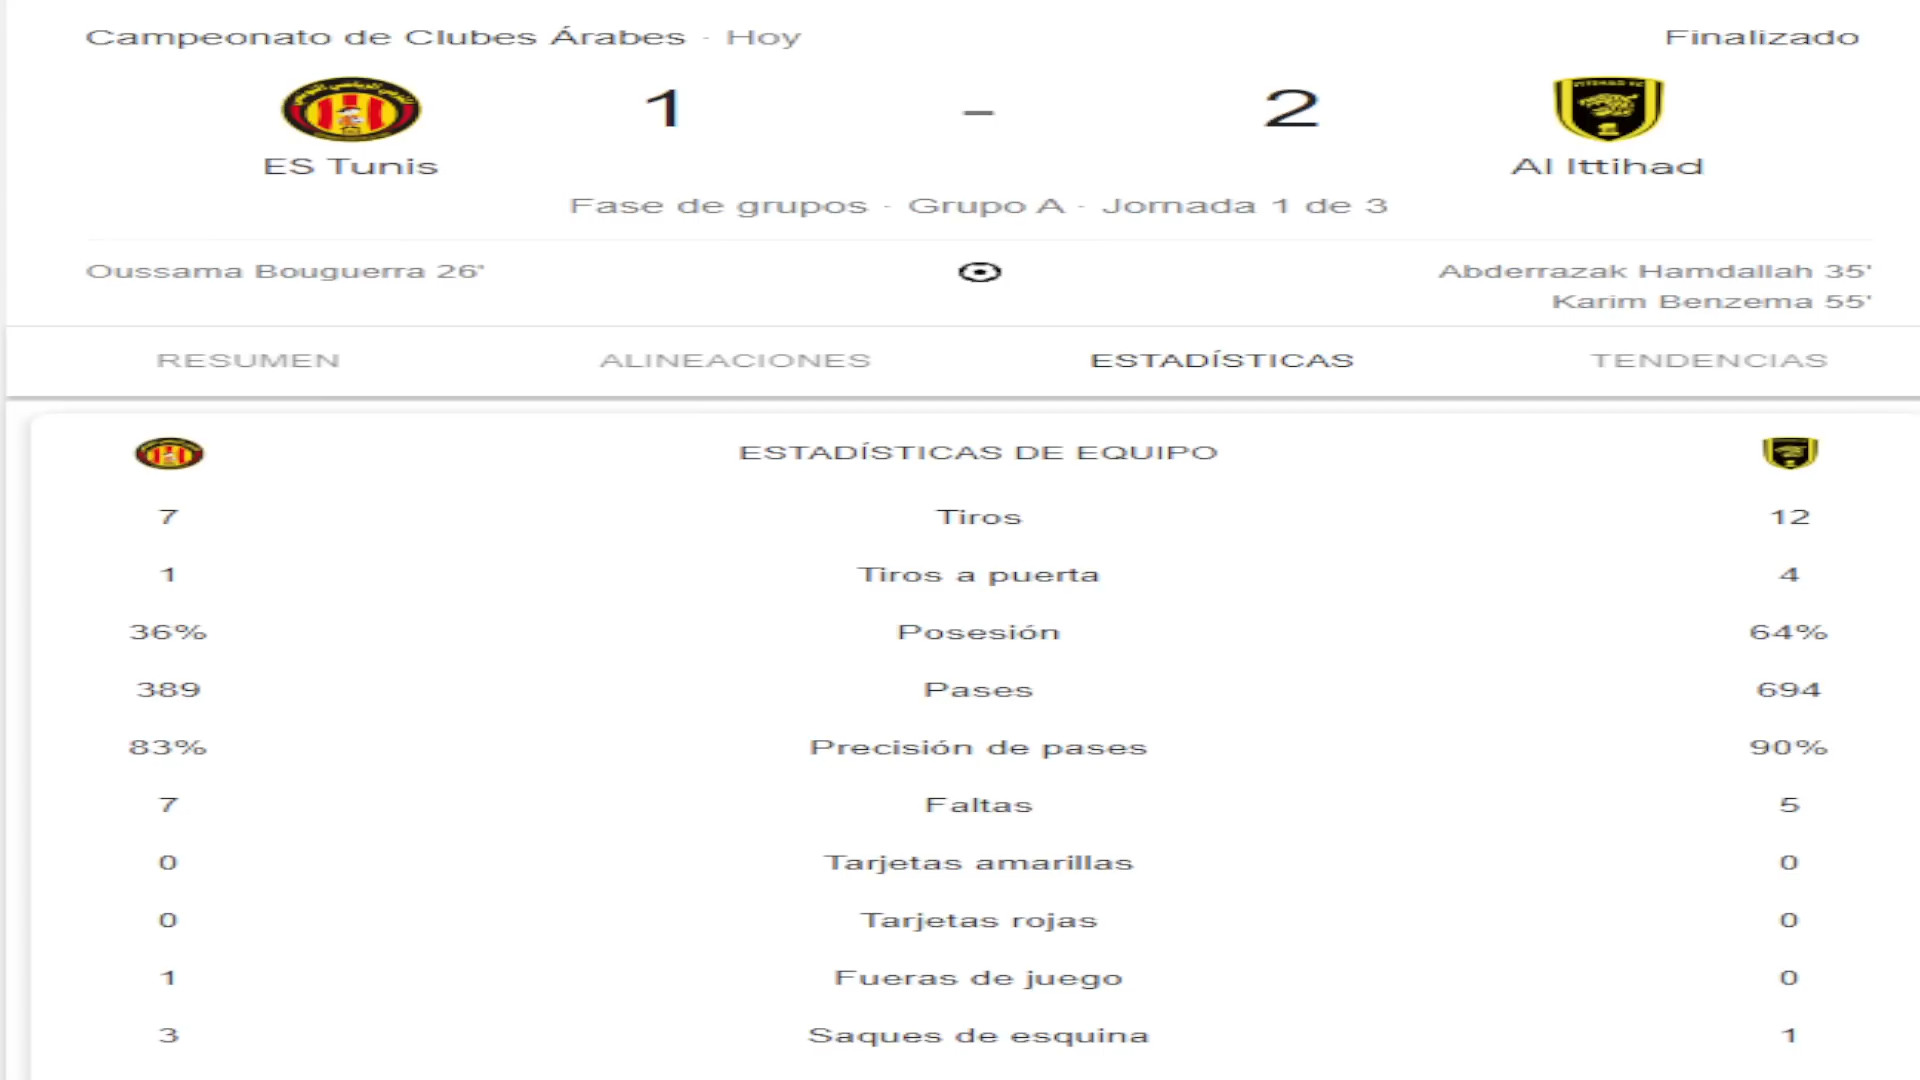 Campeonato de Clubes Árabes · Hoy Finalizado
1 - 2
ES Tunis Al Ittihad
Fase de grupos · Grupo A · Jornada 1 de 3
Oussama Bouguerra 26' Abderrazak Hamdallah 35'
Karim Benzema 55'
RESUMEN ALINEACIONES ESTADÍSTICAS TENDENCIAS
ESTADÍSTICAS DE EQUIPO
7 Tiros 12
1 Tiros a puerta 4
36% Posesión 64%
389 Pases 694
83% Precisión de pases 90%
7 Faltas 5
0 Tarjetas amarillas 0
0 Tarjetas rojas 0
1 Fueras de juego 0
3 Saques de esquina 1